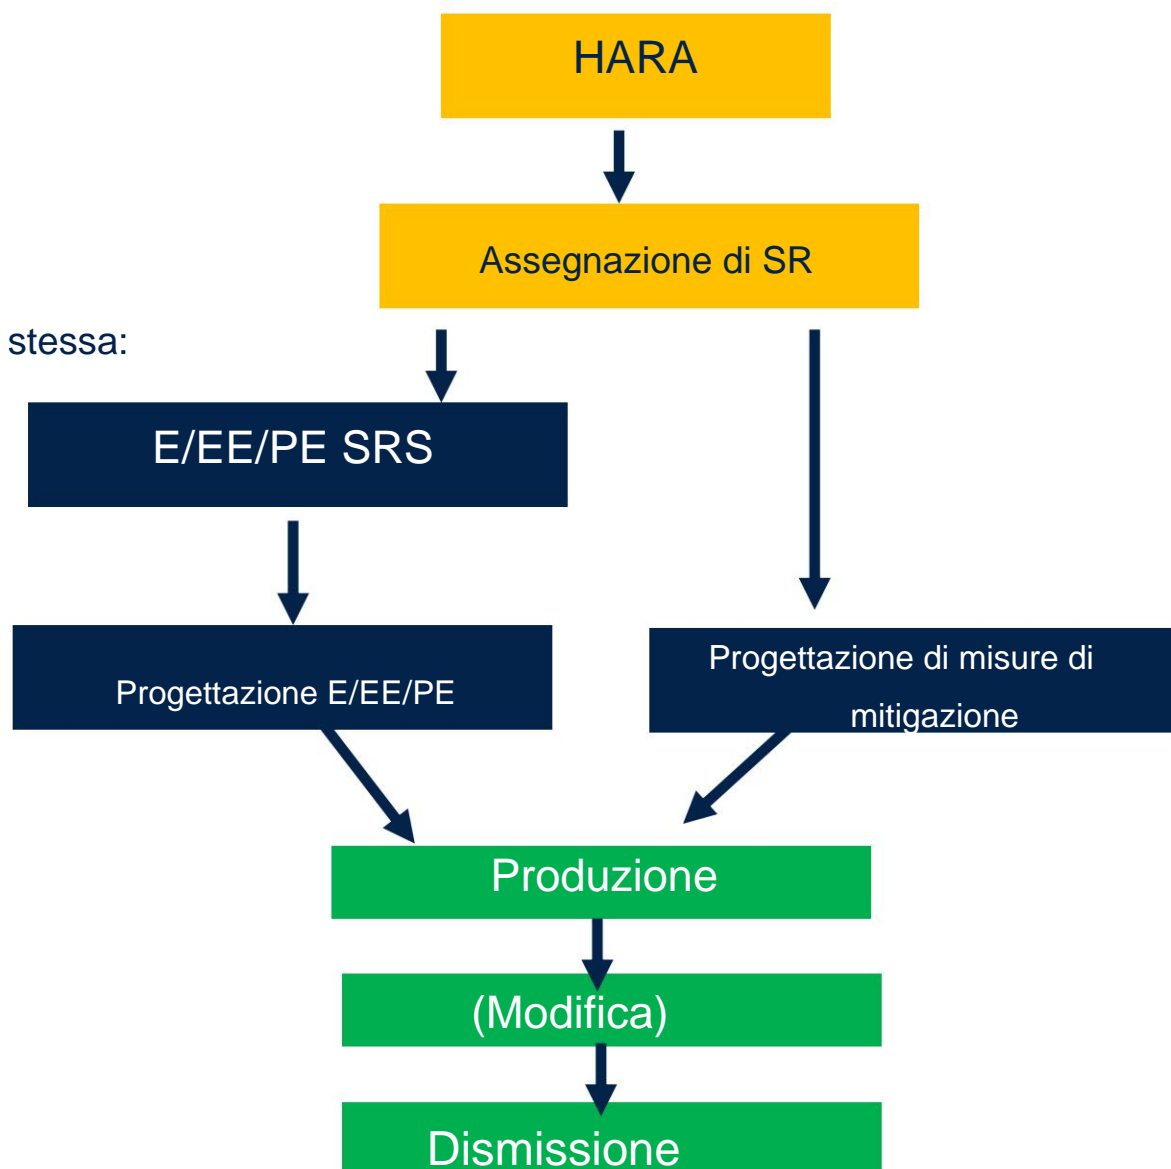 HARA
Assegnazione di SR
stessa:
E/EE/PE SRS
Progettazione E/EE/PE
Progettazione di misure di
mitigazione
Produzione
(Modifica)
Dismissione